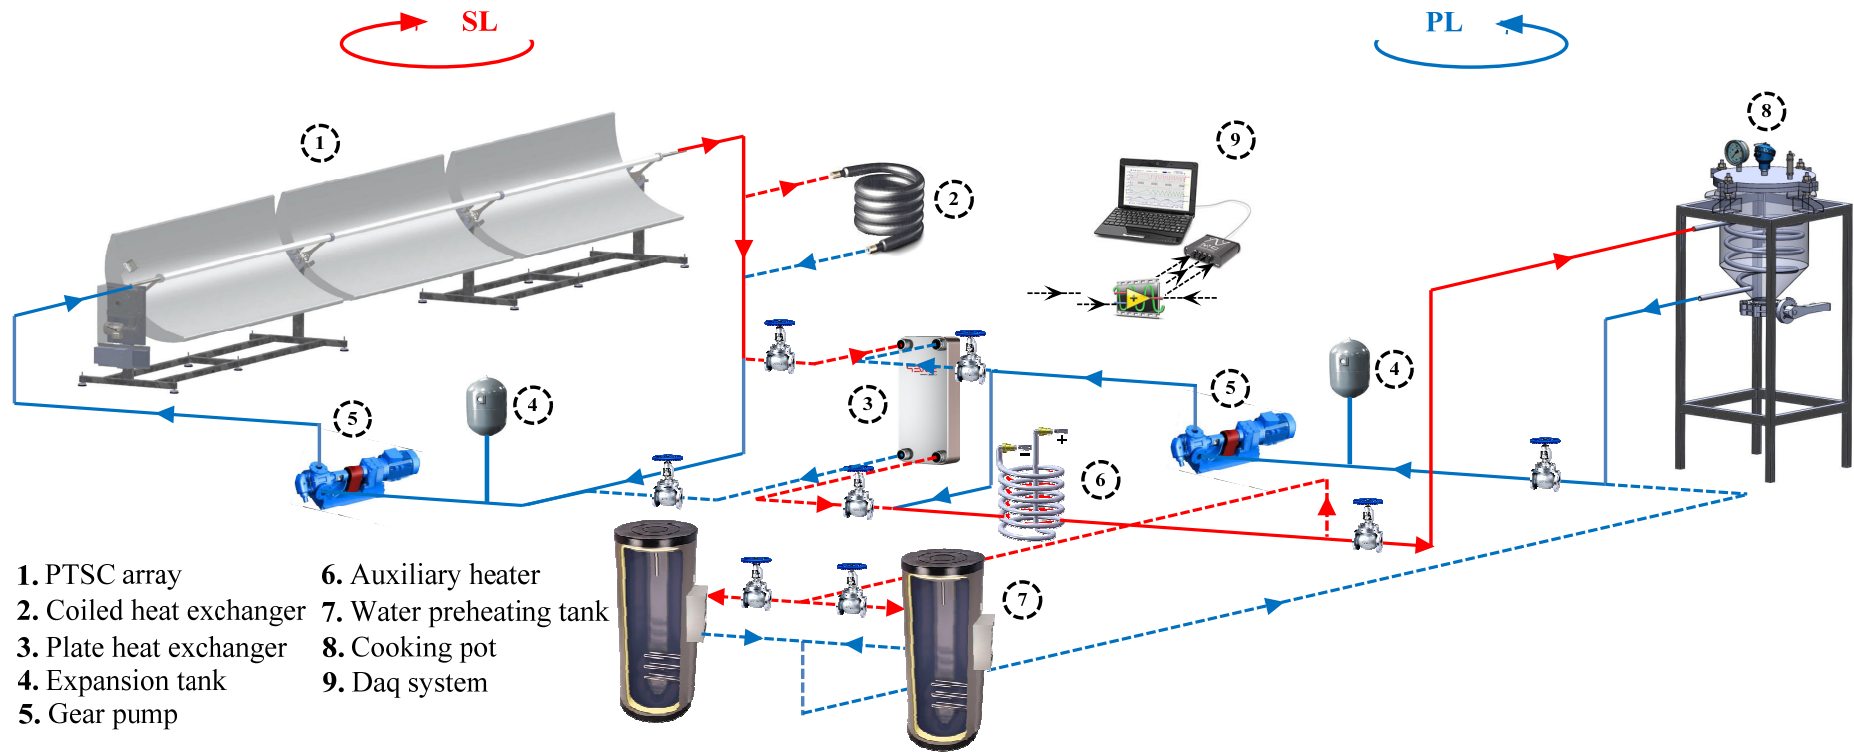 SL
PL
1
2
9
8
3
4
5
6
5
4
7
+
-
+
1. PTSC array
2. Coiled heat exchanger
3. Plate heat exchanger
4. Expansion tank
5. Gear pump
6. Auxiliary heater
7. Water preheating tank
8. Cooking pot
9. Daq system